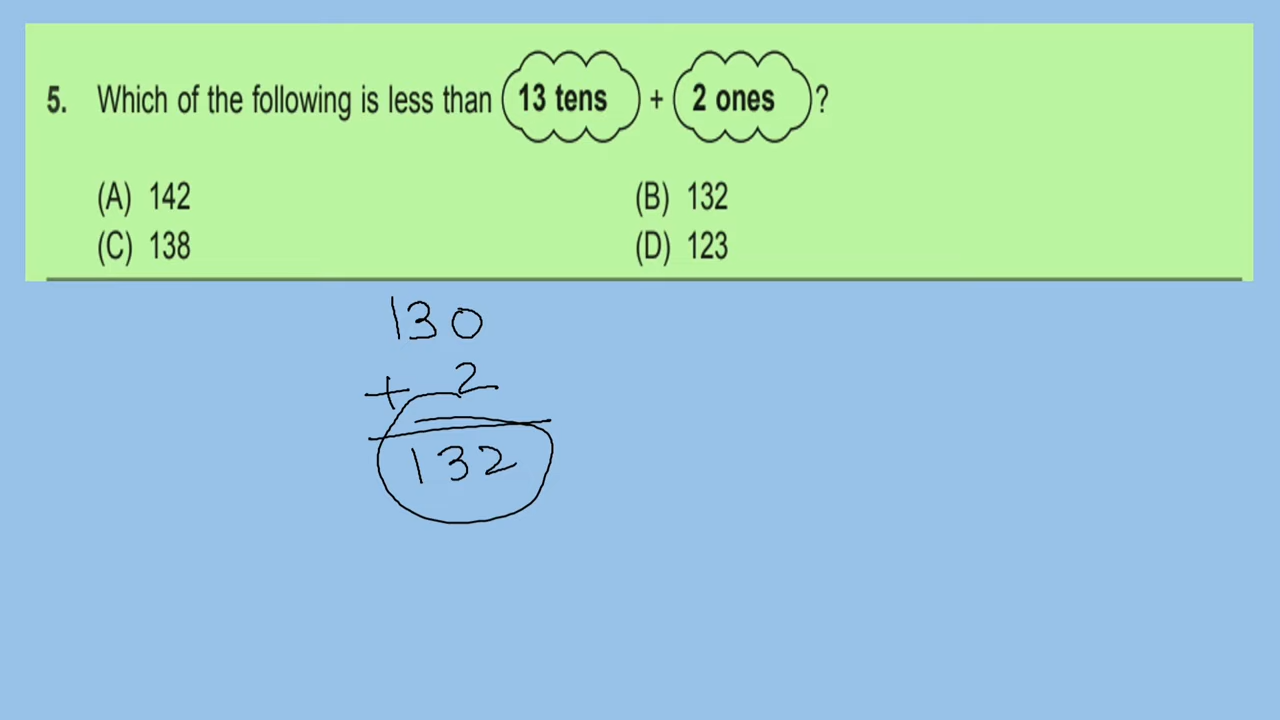 5. Which of the following is less than 13 tens + 2 ones ?
(A) 142 (B) 132
(C) 138 (D) 123
130
+ 2
132